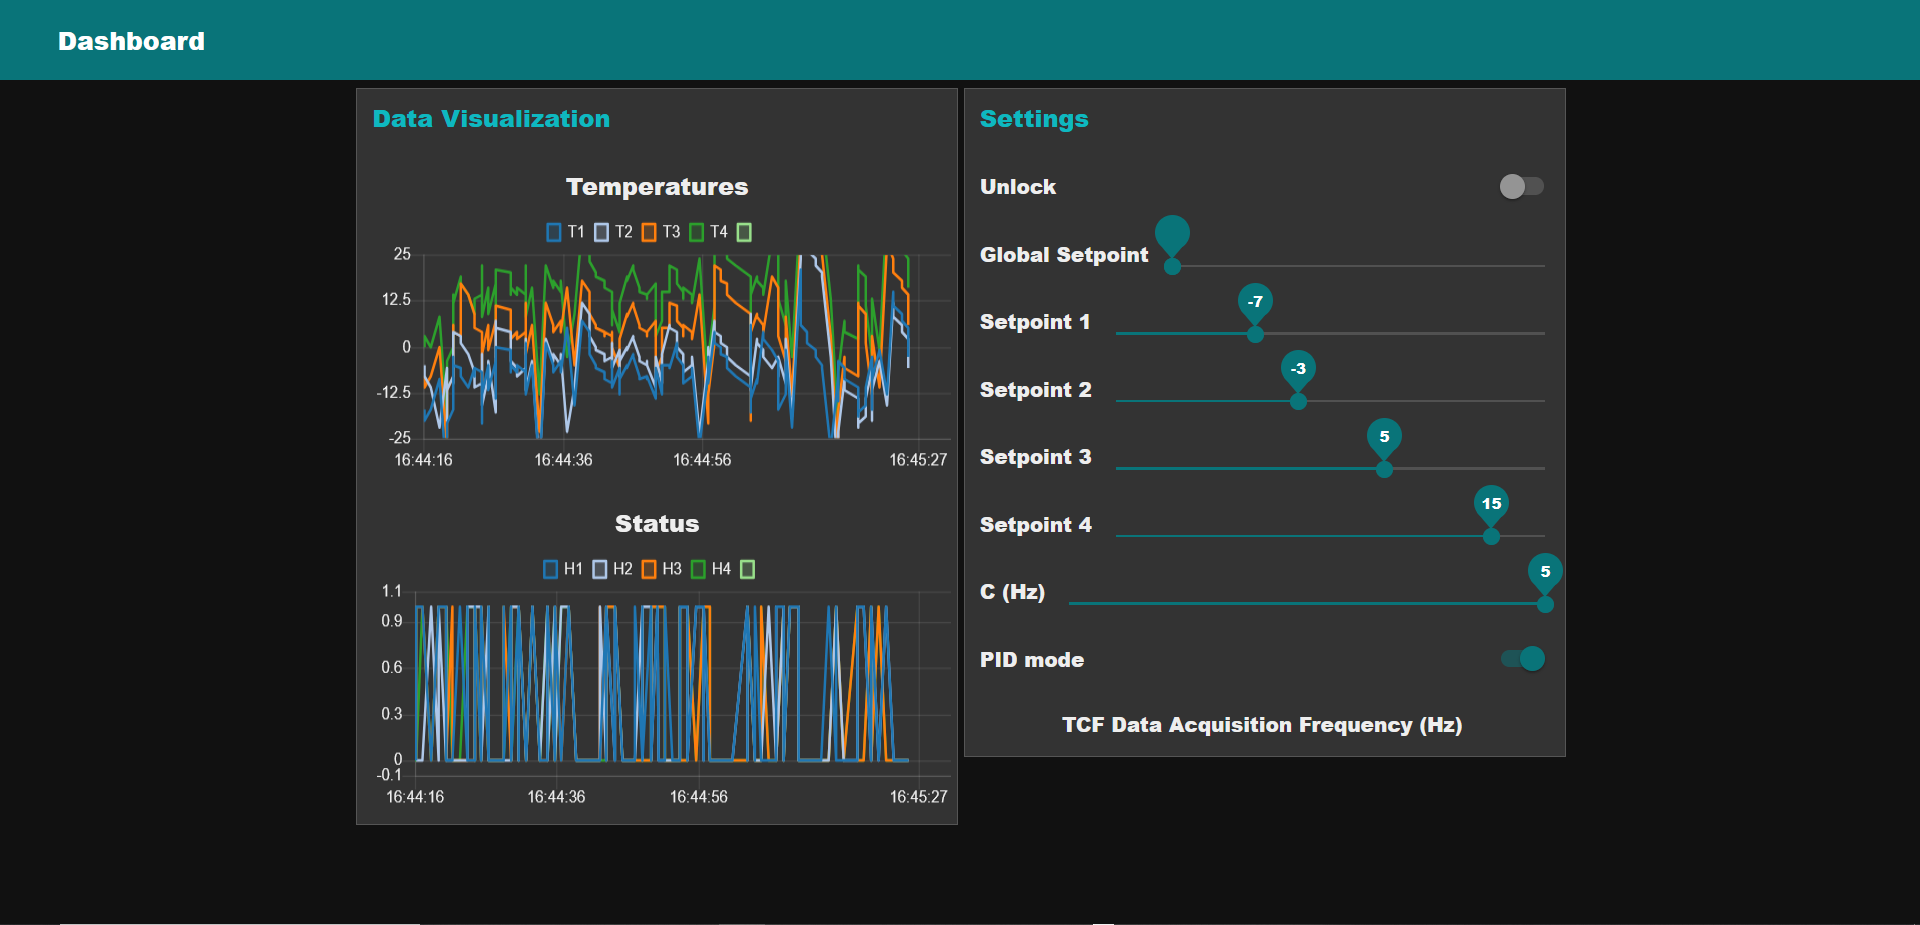 Dashboard
Data Visualization
Temperatures
T1 T2 T3 T4
25
12.5
0
-12.5
-25
16:44:16 16:44:36 16:44:56 16:45:27
Status
H1 H2 H3 H4
1.1
0.9
0.6
0.3
0
-0.1
16:44:16 16:44:36 16:44:56 16:45:27
Settings
Unlock
Global Setpoint
Setpoint 1 -7
Setpoint 2 -3
Setpoint 3 5
Setpoint 4 15
C (Hz) 5
PID mode
TCF Data Acquisition Frequency (Hz)